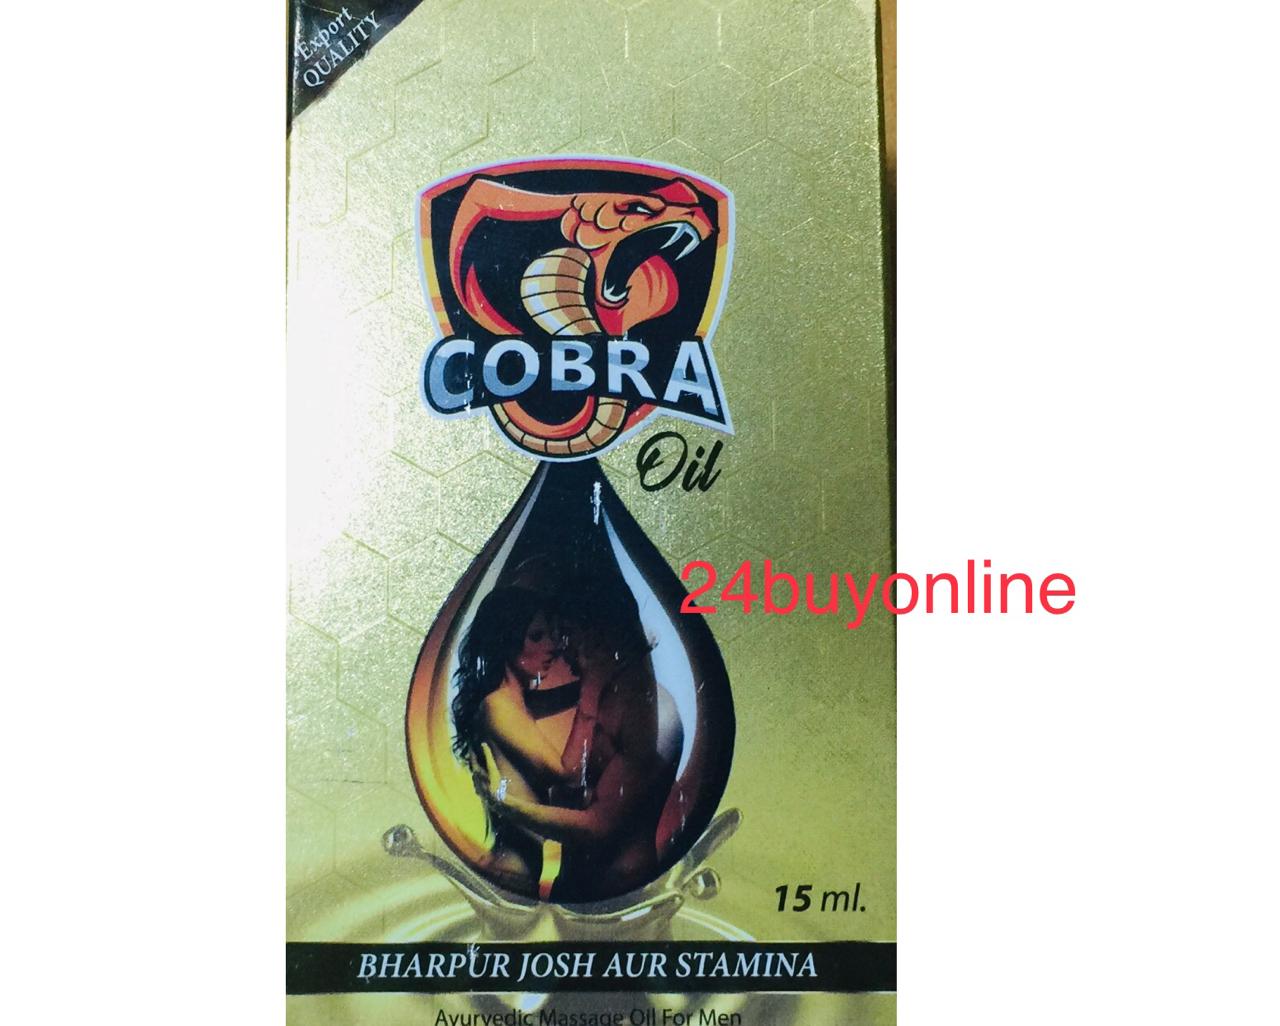 Export
QUALITY
COBRA
Oil
24buyonline
15 ml.
BHARPUR JOSH AUR STAMINA
Ayurvedic Massage Oil For Men